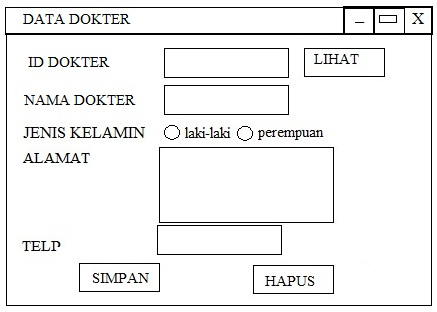 DATA DOKTER _ X
ID DOKTER LIHAT
NAMA DOKTER
JENIS KELAMIN laki-laki perempuan
ALAMAT
TELP
SIMPAN HAPUS